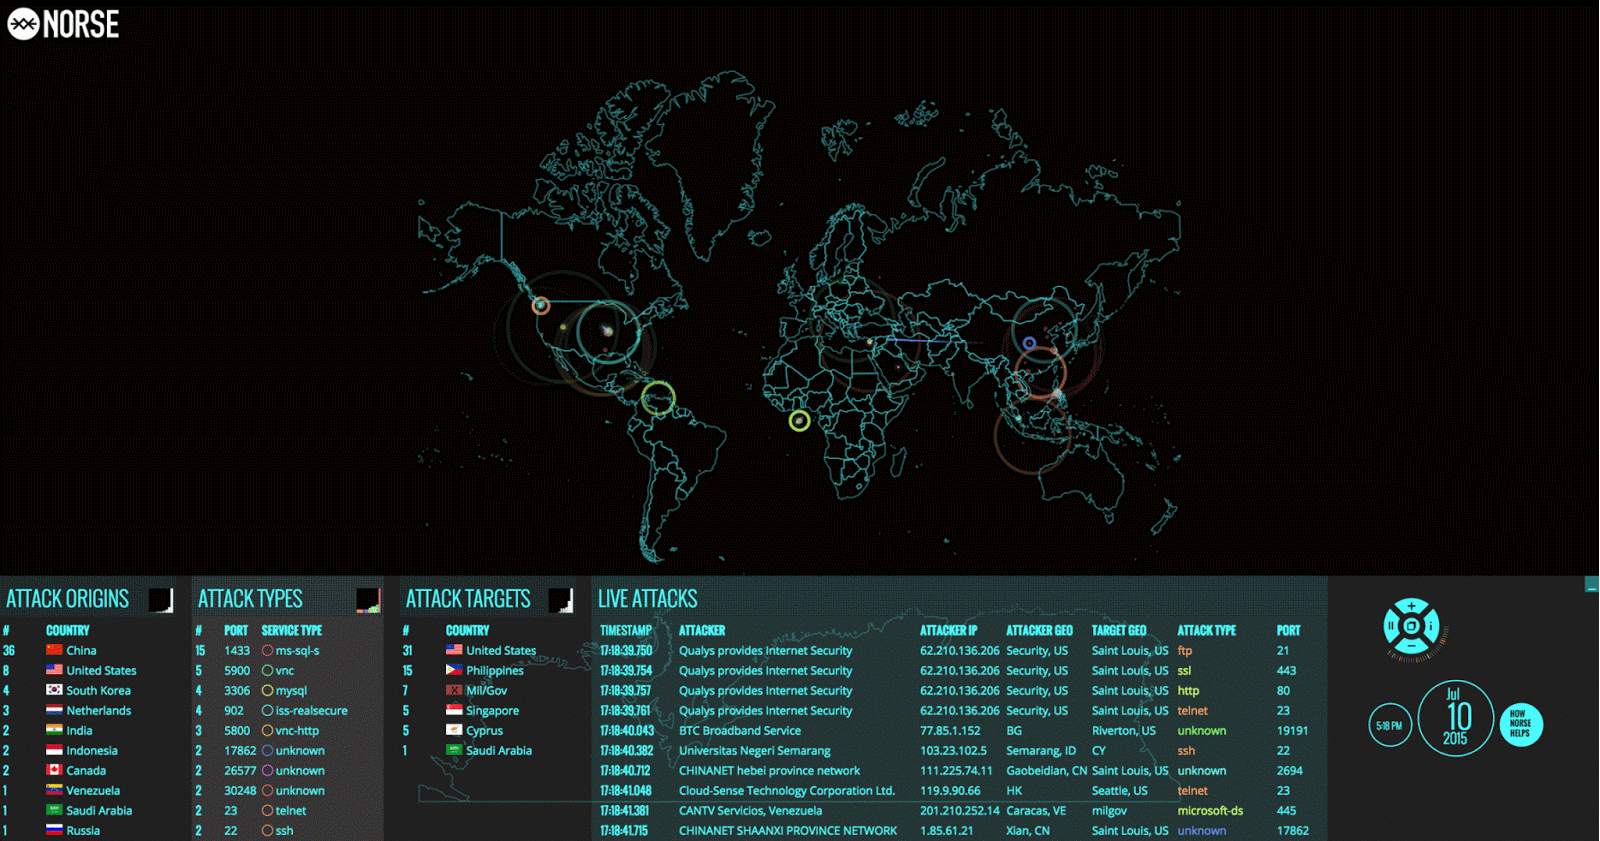 NORSE
ATTACK ORIGINS
# COUNTRY
36 China
8 United States
4 South Korea
3 Netherlands
2 India
2 Indonesia
2 Canada
1 Venezuela
1 Saudi Arabia
1 Russia
ATTACK TYPES
# PORT SERVICE TYPE
15 1433 ms-sql-s
5 5900 vnc
4 3306 mysql
4 902 iss-realsecure
3 5800 vnc-http
2 17862 unknown
2 26577 unknown
2 30248 unknown
2 23 telnet
2 22 ssh
ATTACK TARGETS
# COUNTRY
31 United States
15 Philippines
7 Mil/Gov
5 Singapore
5 Cyprus
1 Saudi Arabia
LIVE ATTACKS
TIMESTAMP ATTACKER ATTACKER IP ATTACKER GEO TARGET GEO ATTACK TYPE PORT
17:18:39.750 Qualys provides Internet Security 62.210.136.206 Security, US Saint Louis, US ftp 21
17:18:39.754 Qualys provides Internet Security 62.210.136.206 Security, US Saint Louis, US ssl 443
17:18:39.757 Qualys provides Internet Security 62.210.136.206 Security, US Saint Louis, US http 80
17:18:39.761 Qualys provides Internet Security 62.210.136.206 Security, US Saint Louis, US telnet 23
17:18:40.043 BTC Broadband Service 77.85.1.152 BG Riverton, US unknown 19191
17:18:40.382 Universitas Negeri Semarang 103.23.102.5 Semarang, ID CY ssh 22
17:18:40.712 CHINANET hebei province network 111.225.74.11 Gaobeidian, CN Saint Louis, US unknown 2694
17:18:41.048 Cloud-Sense Technology Corporation Ltd. 119.9.90.66 HK Seattle, US telnet 23
17:18:41.381 CANTV Servicios, Venezuela 201.210.252.14 Caracas, VE milgov microsoft-ds 445
17:18:41.715 CHINANET SHAANXI PROVINCE NETWORK 1.85.61.21 Xian, CN Saint Louis, US unknown 17862
5:18 PM
Jul
10
2015
HOW
NORSE
HELPS